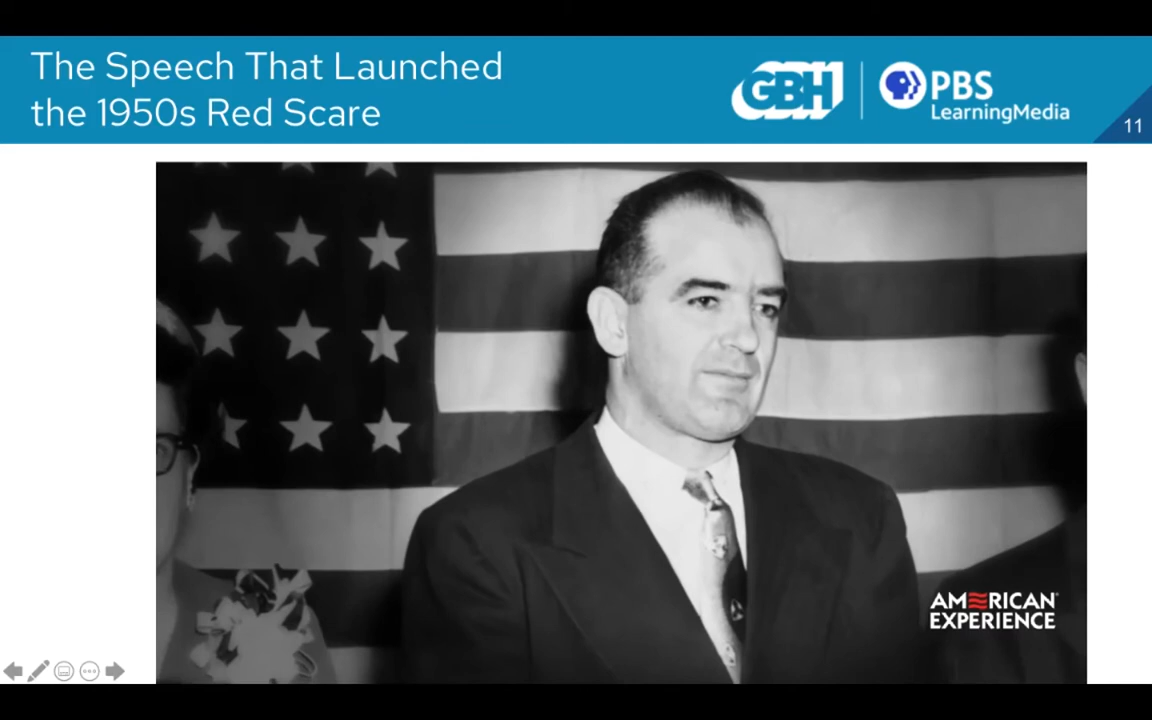 The Speech That Launched
the 1950s Red Scare
GBH
PBS
LearningMedia
11
AMERICAN
EXPERIENCE